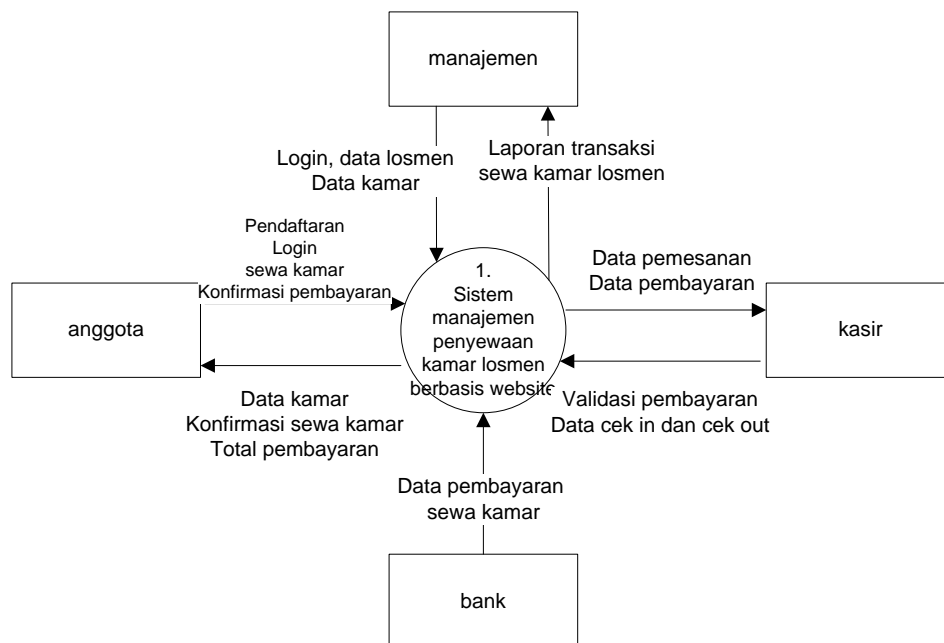 manajemen
Login, data losmen
Data kamar
Laporan transaksi
sewa kamar losmen
Pendaftaran
Login
sewa kamar
Konfirmasi pembayaran
1.
Sistem
manajemen
penyewaan
kamar losmen
berbasis website
Data pemesanan
Data pembayaran
anggota
kasir
Data kamar
Konfirmasi sewa kamar
Total pembayaran
Validasi pembayaran
Data cek in dan cek out
Data pembayaran
sewa kamar
bank